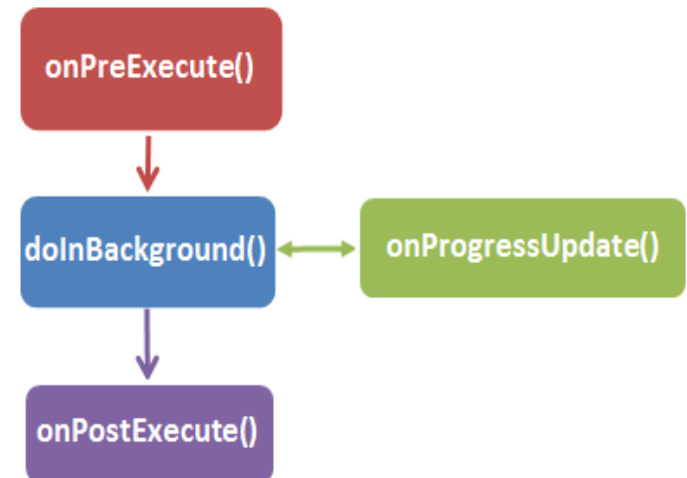 onPreExecute()
doInBackground()
onProgressUpdate()
onPostExecute()